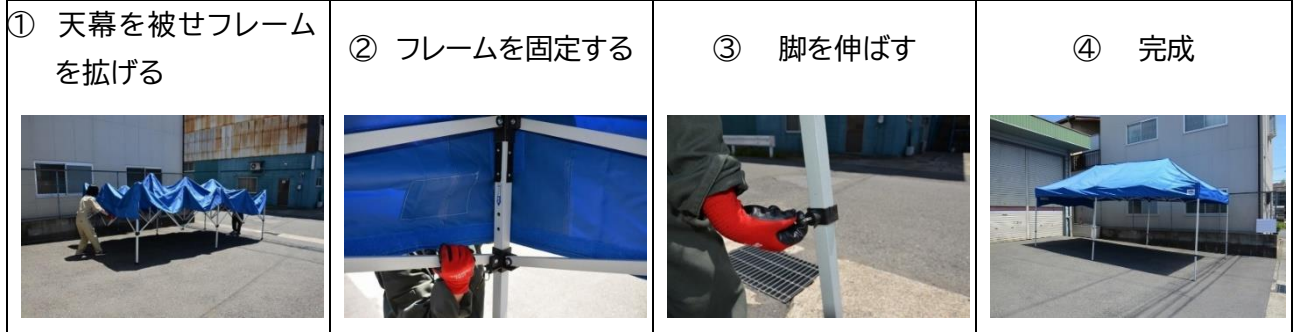 ① 天幕を被せフレーム
を拡げる
② フレームを固定する
③ 脚を伸ばす
④ 完成